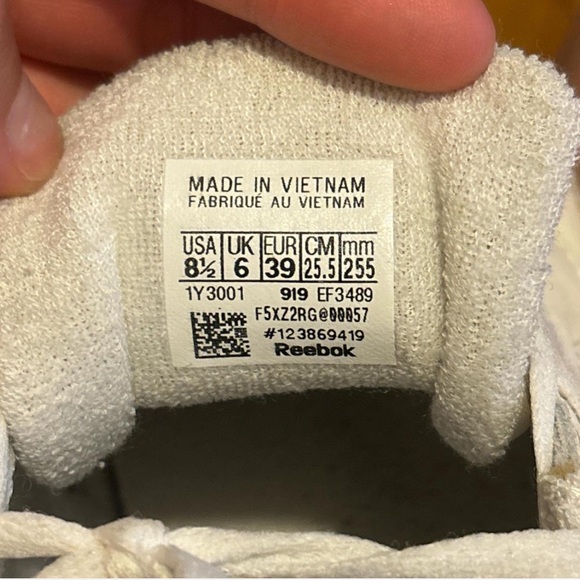 MADE IN VIETNAM
FABRIQUÉ AU VIETNAM
USA UK EUR CM mm
8½ 6 39 25.5 255
1Y3001 919 EF3489
F5XZ2RG@00057
#123869419
Reebok